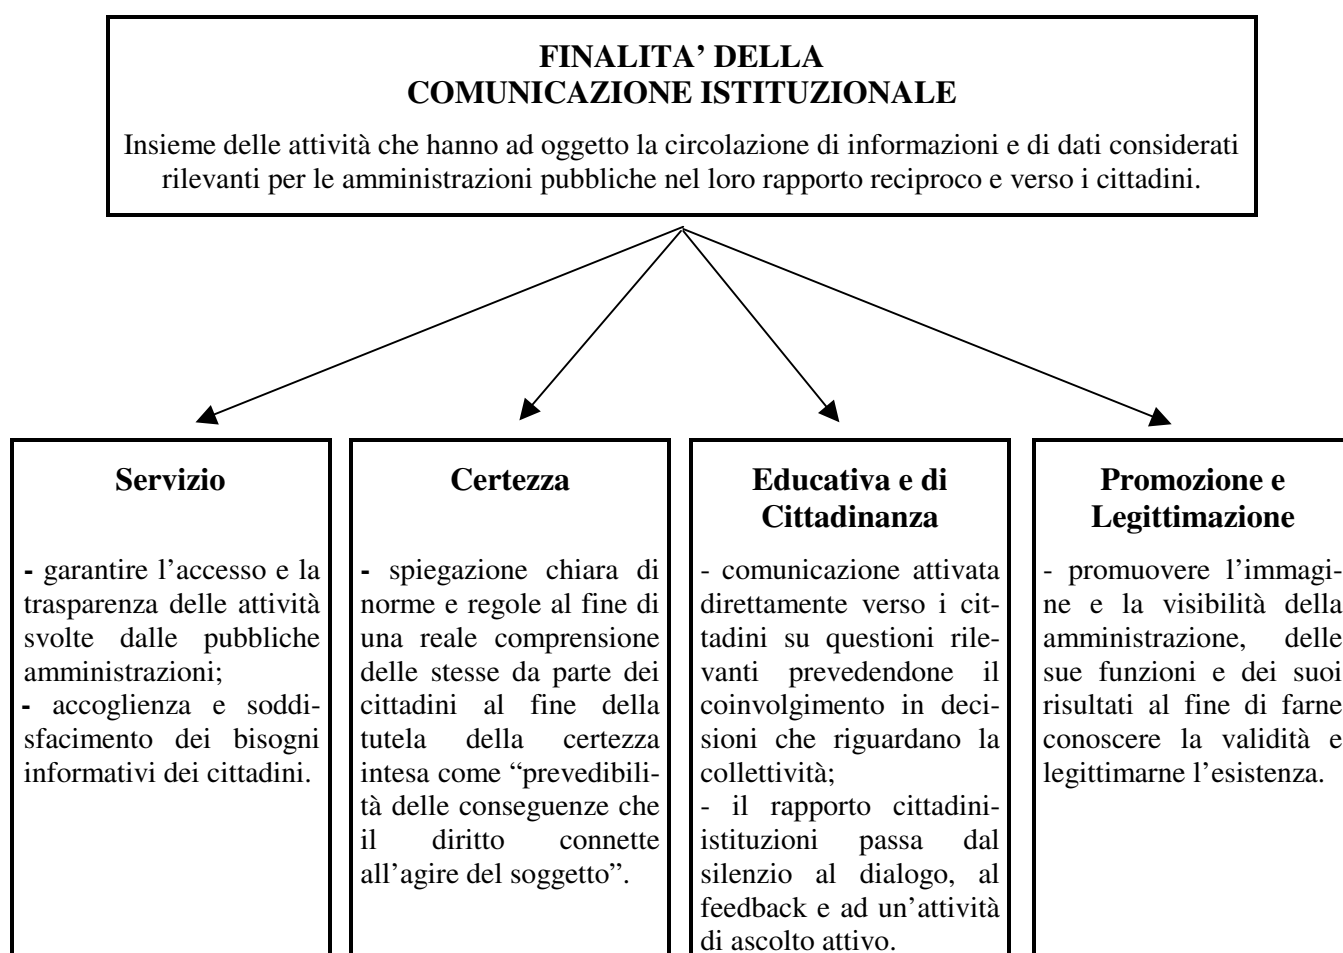 FINALITA’ DELLA
COMUNICAZIONE ISTITUZIONALE
Insieme delle attività che hanno ad oggetto la circolazione di informazioni e di dati considerati
rilevanti per le amministrazioni pubbliche nel loro rapporto reciproco e verso i cittadini.
Servizio
- garantire l’accesso e la
trasparenza delle attività
svolte dalle pubbliche
amministrazioni;
- accoglienza e soddi-
sfacimento dei bisogni
informativi dei cittadini.
Certezza
- spiegazione chiara di
norme e regole al fine di
una reale comprensione
delle stesse da parte dei
cittadini al fine della
tutela della certezza
intesa come “prevedibili-
tà delle conseguenze che
il diritto connette
all’agire del soggetto”.
Educativa e di
Cittadinanza
- comunicazione attivata
direttamente verso i cit-
tadini su questioni rile-
vanti prevedendone il
coinvolgimento in deci-
sioni che riguardano la
collettività;
- il rapporto cittadini-
istituzioni passa dal
silenzio al dialogo, al
feedback e ad un’attività
di ascolto attivo.
Promozione e
Legittimazione
- promuovere l’immagi-
ne e la visibilità della
amministrazione, delle
sue funzioni e dei suoi
risultati al fine di farne
conoscere la validità e
legittimarne l’esistenza.